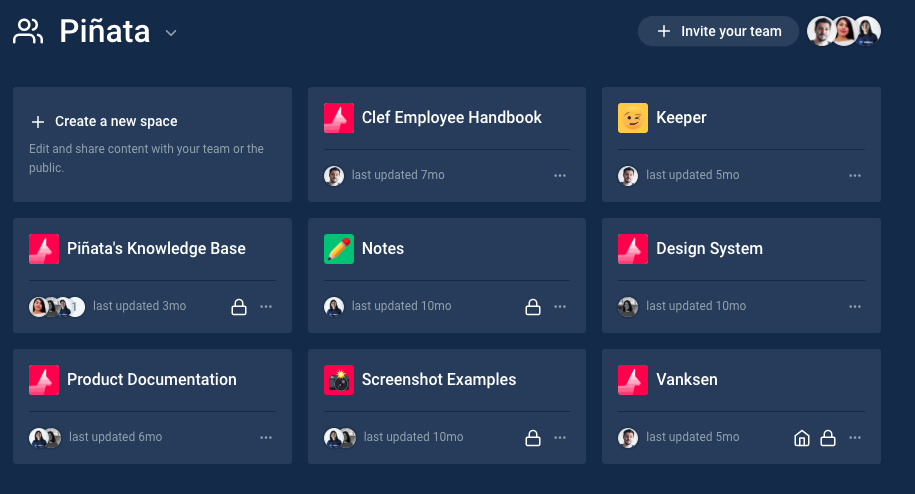 Piñata
Invite your team
Create a new space
Edit and share content with your team or the
public.
Clef Employee Handbook
last updated 7mo
Keeper
last updated 5mo
Piñata's Knowledge Base
1
last updated 3mo
Notes
last updated 10mo
Design System
last updated 10mo
Product Documentation
last updated 6mo
Screenshot Examples
last updated 10mo
Vanksen
last updated 5mo